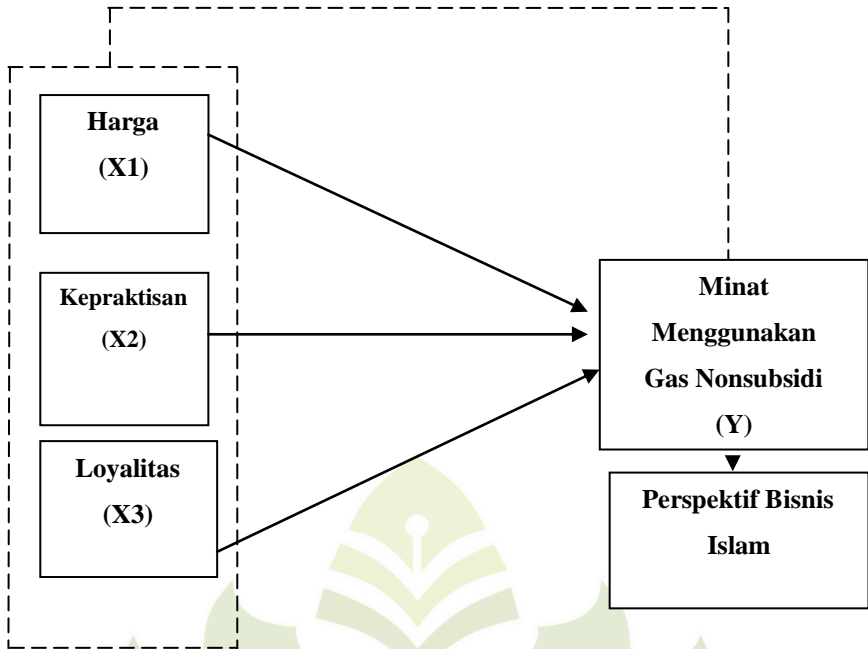 Harga
(X1)
Kepraktisan
(X2)
Loyalitas
(X3)
Minat
Menggunakan
Gas Nonsubsidi
(Y)
Perspektif Bisnis
Islam